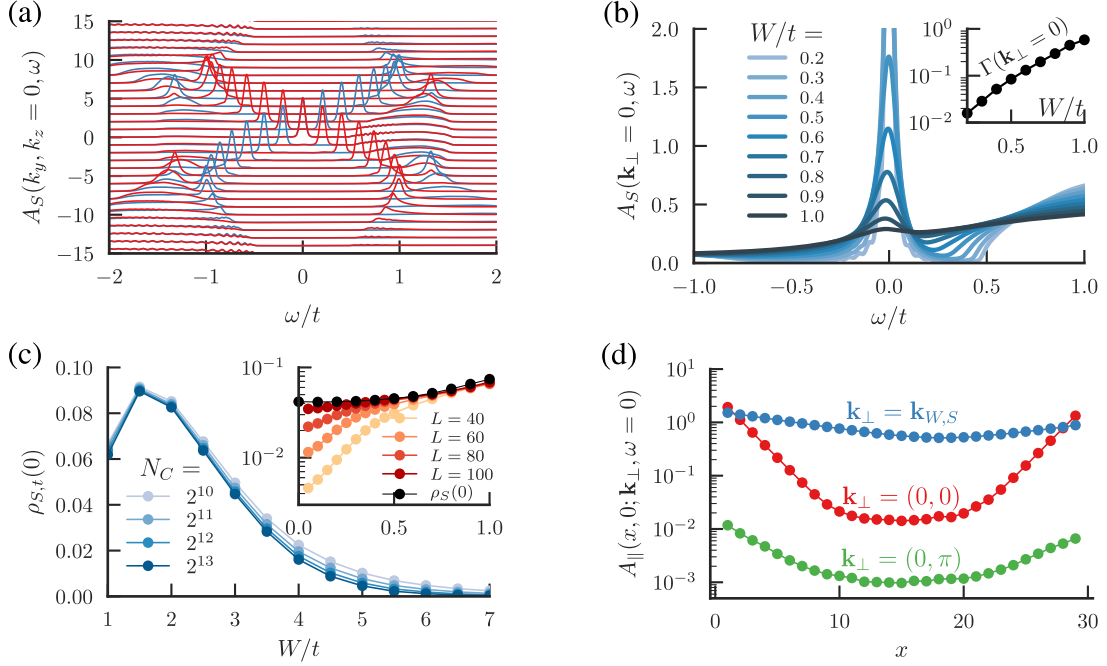 (a)
A_S(k_y, k_z = 0, ω)
15
10
5
0
−5
−10
15
−2
−1
0
1
2
ω/t
(b)
A_S(k_⊥ = 0, ω)
2.0
1.5
1.0
0.5
0.0
W/t =
0.2
0.3
0.4
0.5
0.6
0.7
0.8
0.9
1.0
10^0
10^−1
10^−2
Γ(k_⊥ = 0)
W/t
0.5
1.0
−1.0
−0.5
0.0
0.5
1.0
ω/t
(c)
ρ_{S,t}(0)
0.10
0.08
0.06
0.04
0.02
0.00
N_C =
2^10
2^11
2^12
2^13
10^−1
10^−2
L = 40
L = 60
L = 80
L = 100
ρ_S(0)
0.0
0.5
1.0
1
2
3
4
5
6
7
W/t
(d)
A_∥(x, 0; k_⊥, ω = 0)
10^1
10^0
10^−1
10^−2
10^−3
k_⊥ = k_{W,S}
k_⊥ = (0, 0)
k_⊥ = (0, π)
0
10
20
30
x